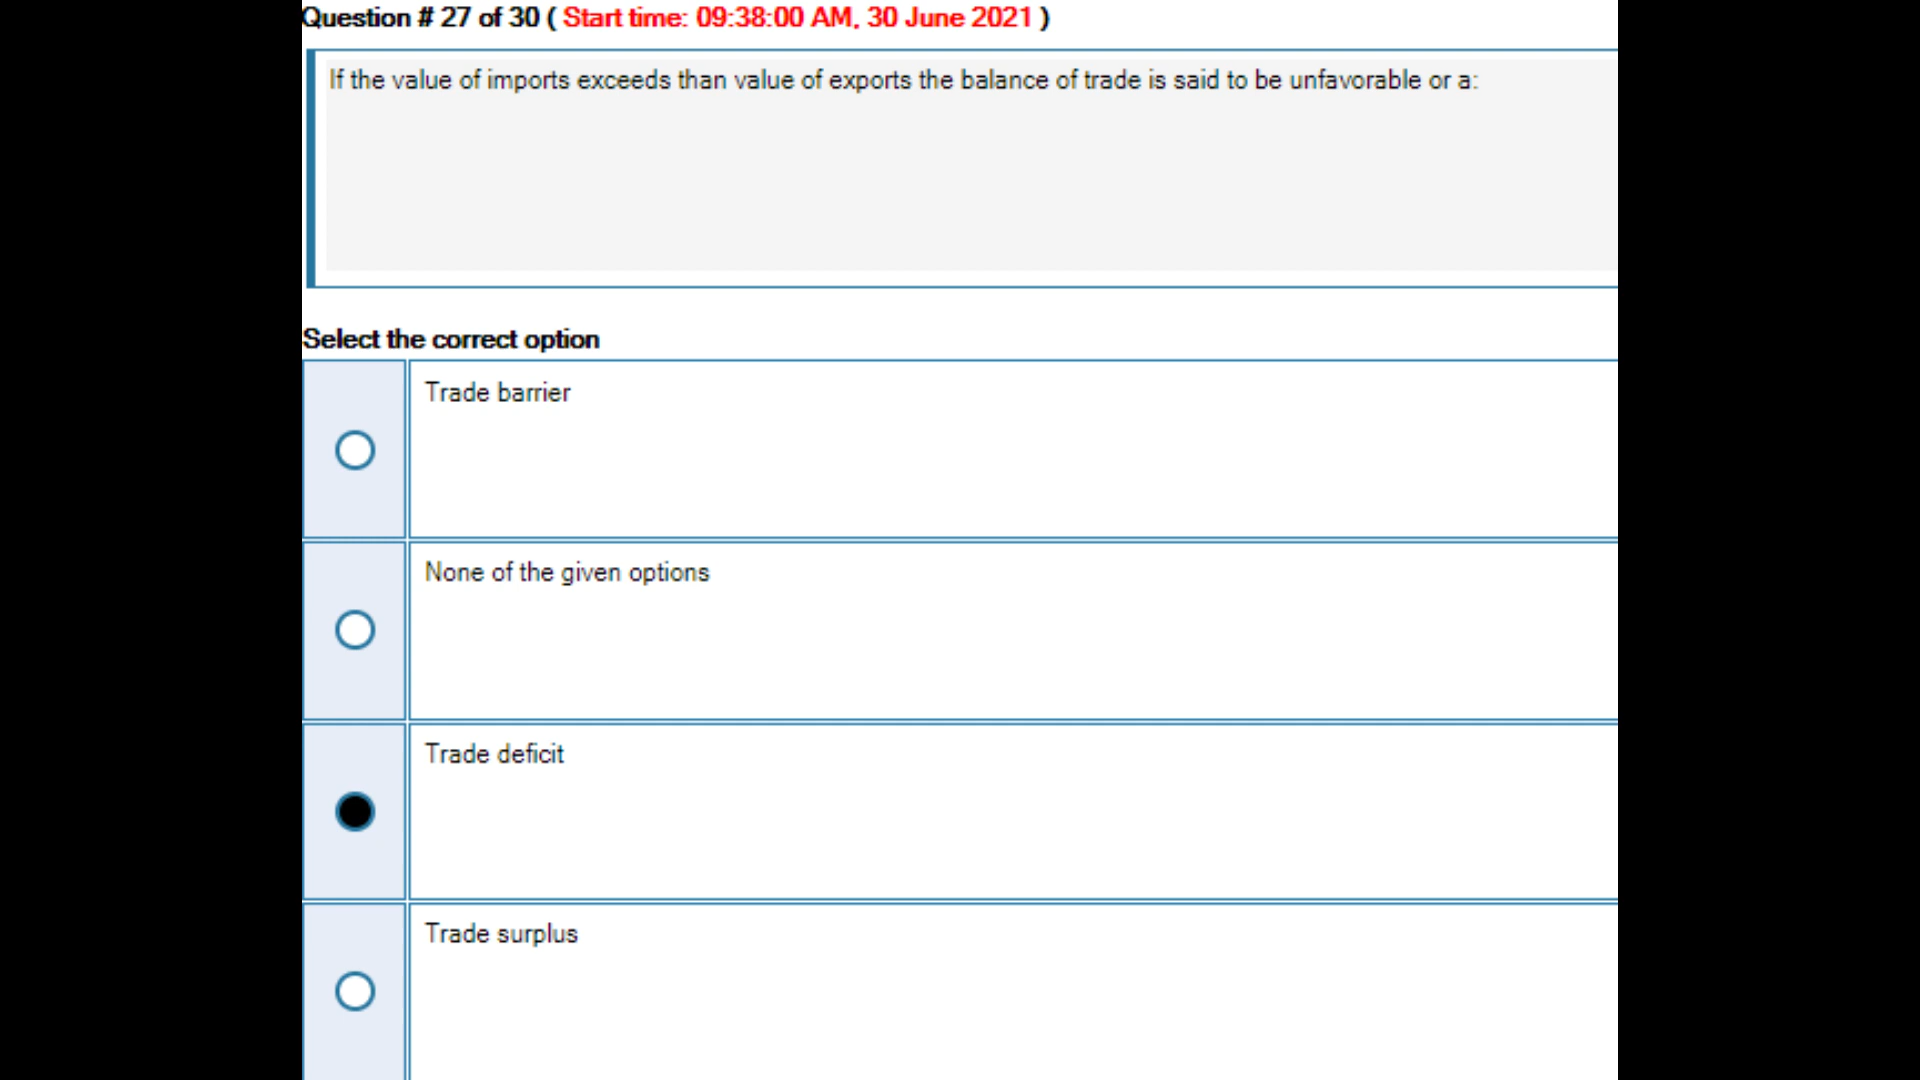 Question # 27 of 30 ( Start time: 09:38:00 AM, 30 June 2021 )
If the value of imports exceeds than value of exports the balance of trade is said to be unfavorable or a:
Select the correct option
Trade barrier
None of the given options
Trade deficit
Trade surplus